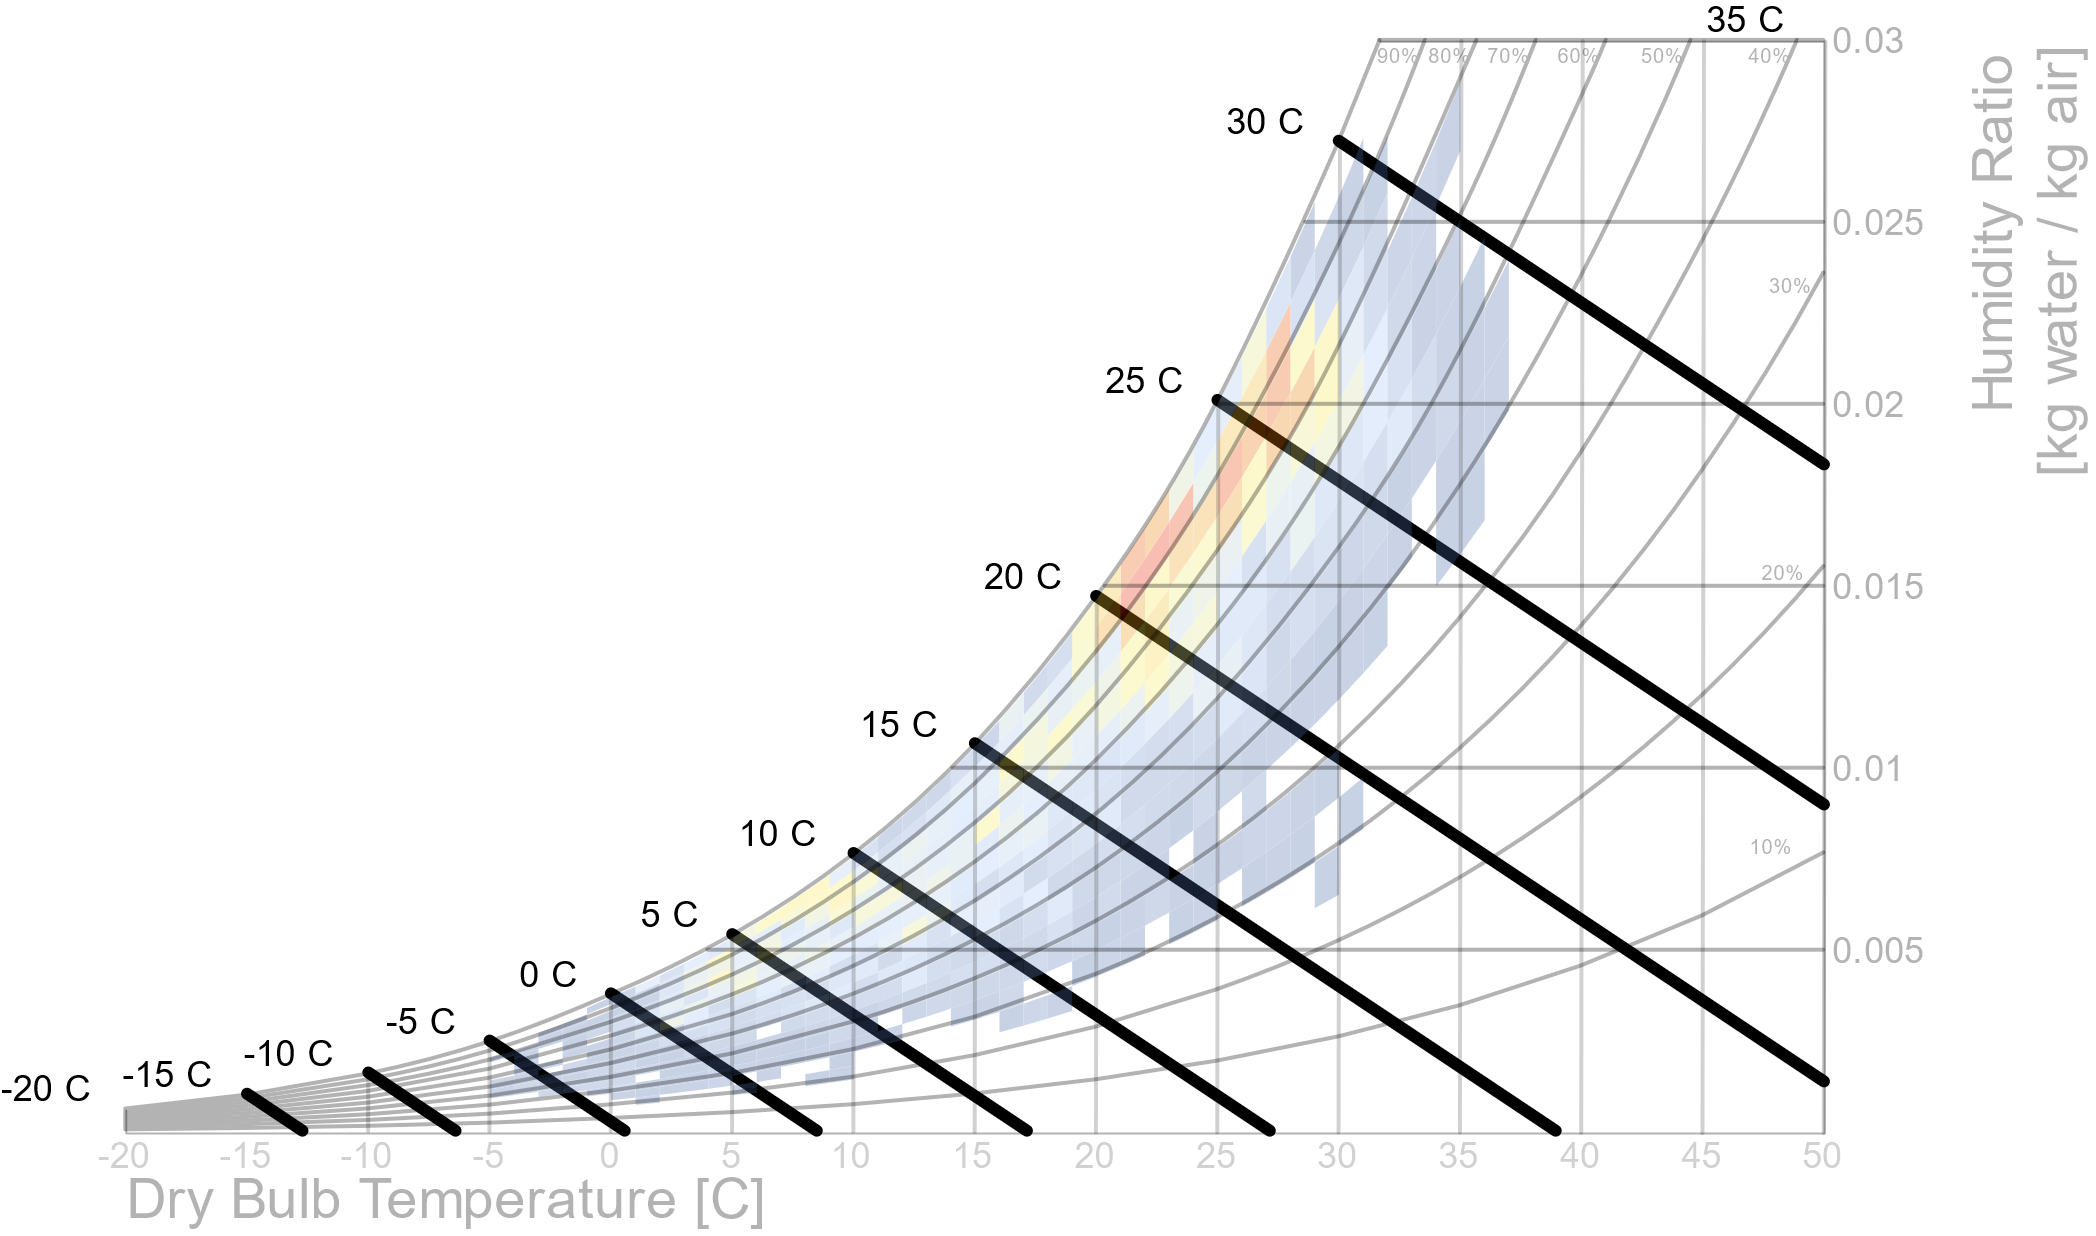 35 C
0.03
90% 80% 70% 60% 50% 40%
30 C
0.025
30%
25 C
0.02
20 C
20%
0.015
15 C
0.01
10 C
10%
5 C
0.005
0 C
-5 C
-10 C
-15 C
-20 C
-20 -15 -10 -5 0 5 10 15 20 25 30 35 40 45 50
Dry Bulb Temperature [C]
Humidity Ratio
[kg water / kg air]